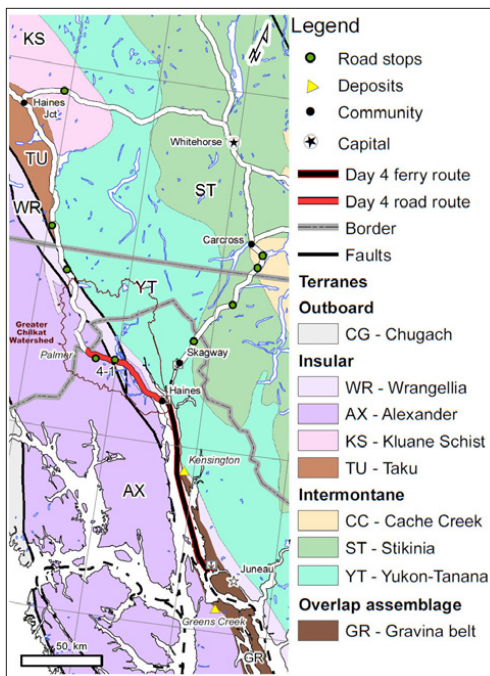 KS
Haines
Jct.
Whitehorse
TU
ST
WR
Carcross
YT
Greater
Chilkat
Watershed
Palmer
Skagway
4-1
Haines
Kensington
AX
Juneau
Greens Creek
50 km
GR
Legend
Road stops
Deposits
Community
Capital
Day 4 ferry route
Day 4 road route
Border
Faults
Terranes
Outboard
CG - Chugach
Insular
WR - Wrangellia
AX - Alexander
KS - Kluane Schist
TU - Taku
Intermontane
CC - Cache Creek
ST - Stikinia
YT - Yukon-Tanana
Overlap assemblage
GR - Gravina belt